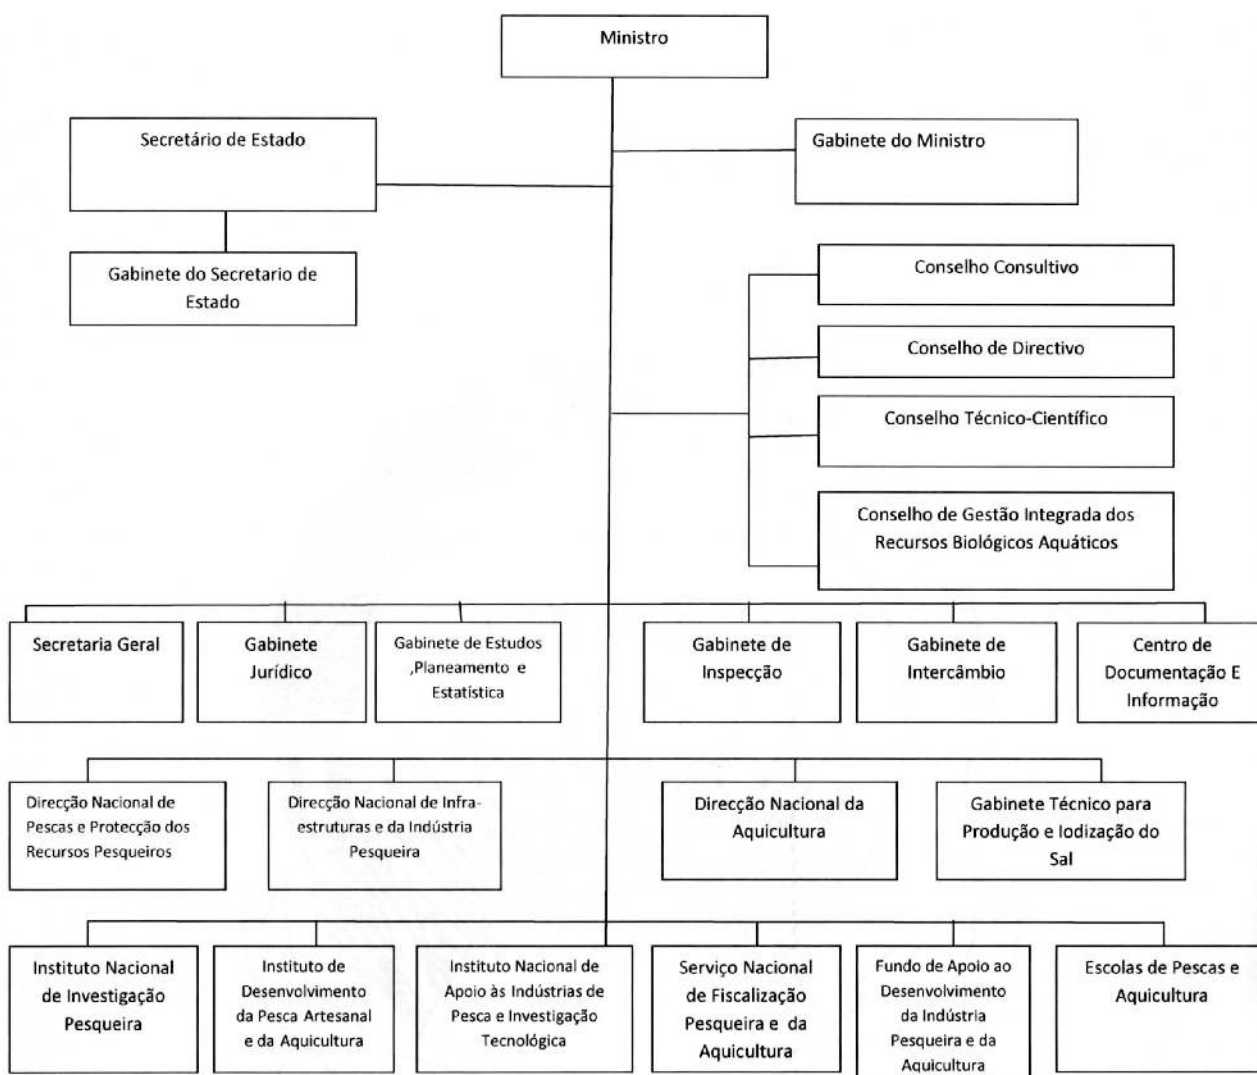 Ministro
Secretário de Estado
Gabinete do Ministro
Gabinete do Secretario de
Estado
Conselho Consultivo
Conselho de Directivo
Conselho Técnico-Científico
Conselho de Gestão Integrada dos
Recursos Biológicos Aquáticos
Secretaria Geral
Gabinete
Jurídico
Gabinete de Estudos
,Planeamento e
Estatística
Gabinete de
Inspecção
Gabinete de
Intercâmbio
Centro de
Documentação E
Informação
Direcção Nacional de
Pescas e Protecção dos
Recursos Pesqueiros
Direcção Nacional de Infra-
estruturas e da Indústria
Pesqueira
Direcção Nacional da
Aquicultura
Gabinete Técnico para
Produção e Iodização do
Sal
Instituto Nacional
de Investigação
Pesqueira
Instituto de
Desenvolvimento
da Pesca Artesanal
e da Aquicultura
Instituto Nacional de
Apoio às Indústrias de
Pesca e Investigação
Tecnológica
Serviço Nacional
de Fiscalização
Pesqueira e da
Aquicultura
Fundo de Apoio ao
Desenvolvimento
da Indústria
Pesqueira e da
Aquicultura
Escolas de Pescas e
Aquicultura